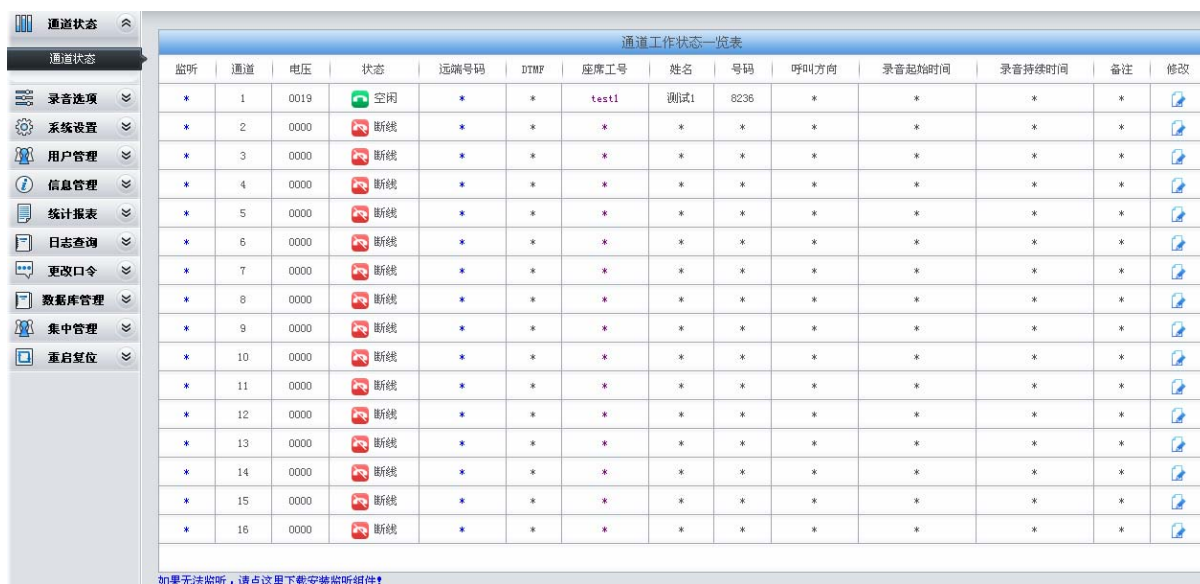 通道状态
通道状态
录音选项
系统设置
用户管理
信息管理
统计报表
日志查询
更改口令
数据库管理
集中管理
重启复位
通道工作状态一览表
监听 通道 电压 状态 远端号码 DTMF 座席工号 姓名 号码 呼叫方向 录音起始时间 录音持续时间 备注 修改
* 1 0019 空闲 * * test1 测试1 8236 * * * *
* 2 0000 断线 * * * * * * * * *
* 3 0000 断线 * * * * * * * * *
* 4 0000 断线 * * * * * * * * *
* 5 0000 断线 * * * * * * * * *
* 6 0000 断线 * * * * * * * * *
* 7 0000 断线 * * * * * * * * *
* 8 0000 断线 * * * * * * * * *
* 9 0000 断线 * * * * * * * * *
* 10 0000 断线 * * * * * * * * *
* 11 0000 断线 * * * * * * * * *
* 12 0000 断线 * * * * * * * * *
* 13 0000 断线 * * * * * * * * *
* 14 0000 断线 * * * * * * * * *
* 15 0000 断线 * * * * * * * * *
* 16 0000 断线 * * * * * * * * *
如果无法监听，请点这里下载安装监听组件!